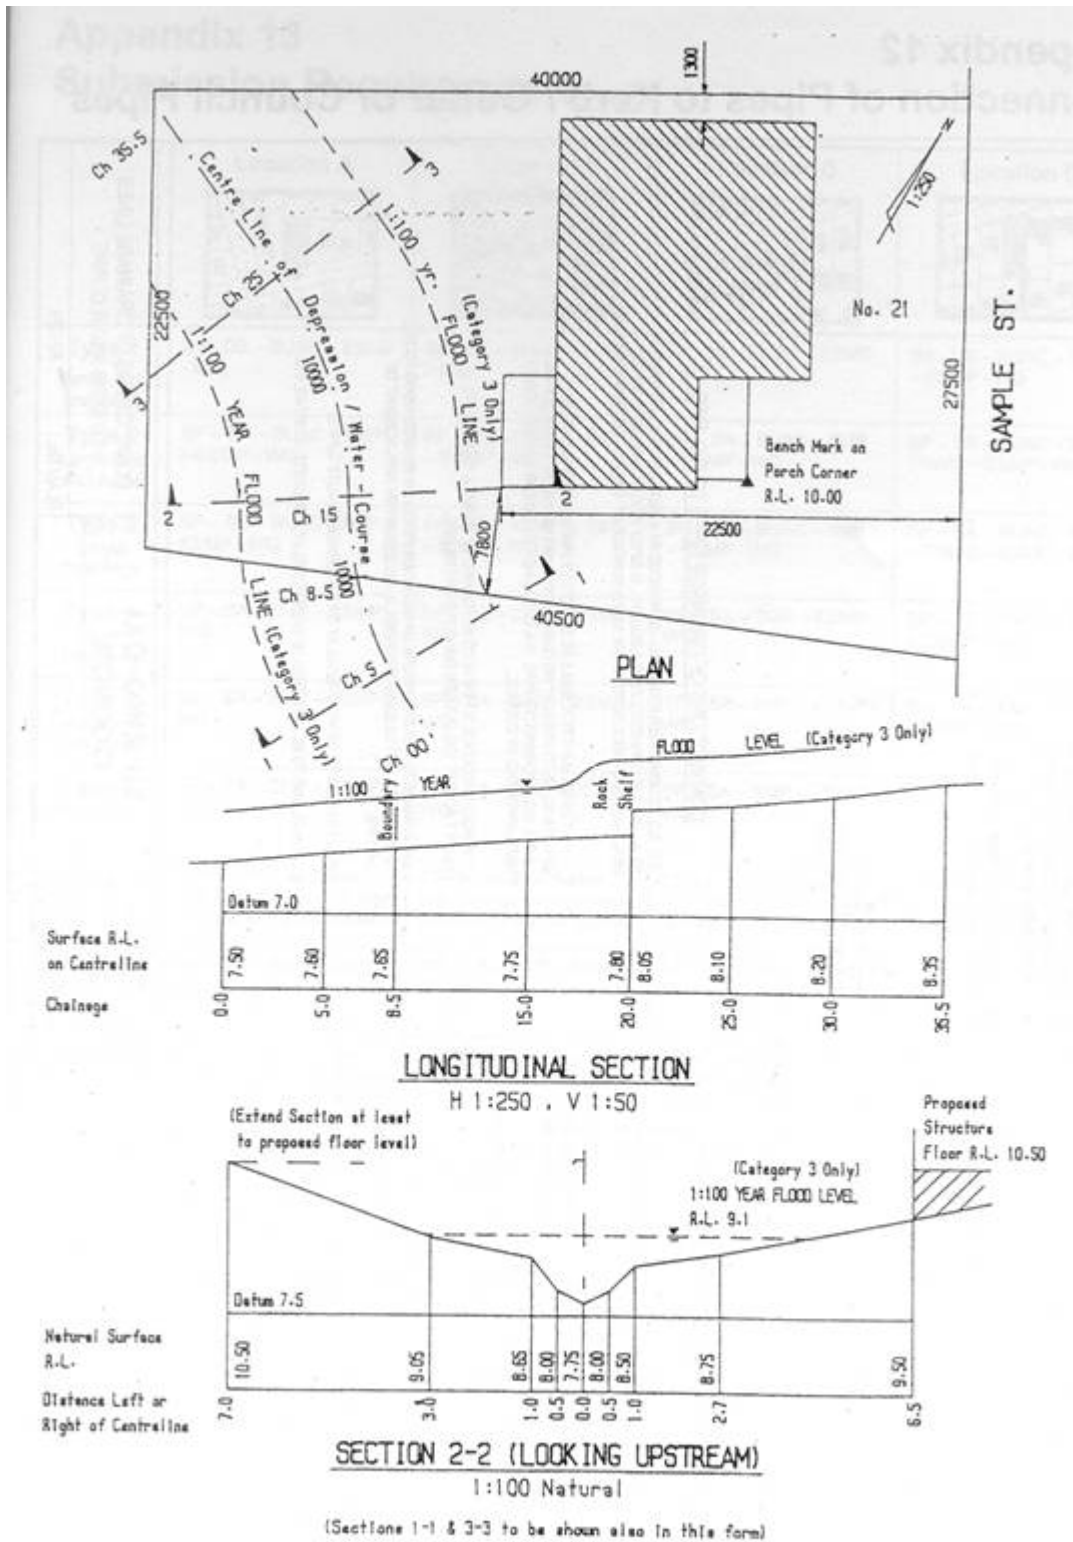 40000
1300
Ch 35.5
Centre Line of Depression / Water - Course
1:100 yr. FLOOD LINE
(Category 3 Only)
3
N
1:250
22500
Ch 30
10000
No. 21
SAMPLE ST.
27500
1:100 YEAR FLOOD LINE (Category 3 Only)
3
Bench Mark on
Porch Corner
R.L. 10.00
2
Ch 15
2
22500
7800
10000
Ch 8.5
40500
Ch 5
PLAN
Ch 00.
1:100 YEAR FLOOD LEVEL (Category 3 Only)
Boundary
Rock
Shelf
Datum 7.0
Surface R.L.
on Centreline
7.50 7.60 7.65 7.75 7.80 8.05 8.10 8.20 8.35
Chainage
0.0 5.0 8.5 15.0 20.0 25.0 30.0 35.5
LONGITUDINAL SECTION
H 1:250 , V 1:50
(Extend Section at least
to proposed floor level)
Proposed
Structure
Floor R.L. 10.50
(Category 3 Only)
1:100 YEAR FLOOD LEVEL
R.L. 9.1
Datum 7.5
Natural Surface
R.L.
10.50 9.05 8.65 8.00 7.75 8.00 8.50 8.75 9.50
Distance Left or
Right of Centreline
7.0 3.0 1.0 0.5 0.0 0.5 1.0 2.7 6.5
SECTION 2-2 (LOOKING UPSTREAM)
1:100 Natural
(Sections 1-1 & 3-3 to be shown also in this form)